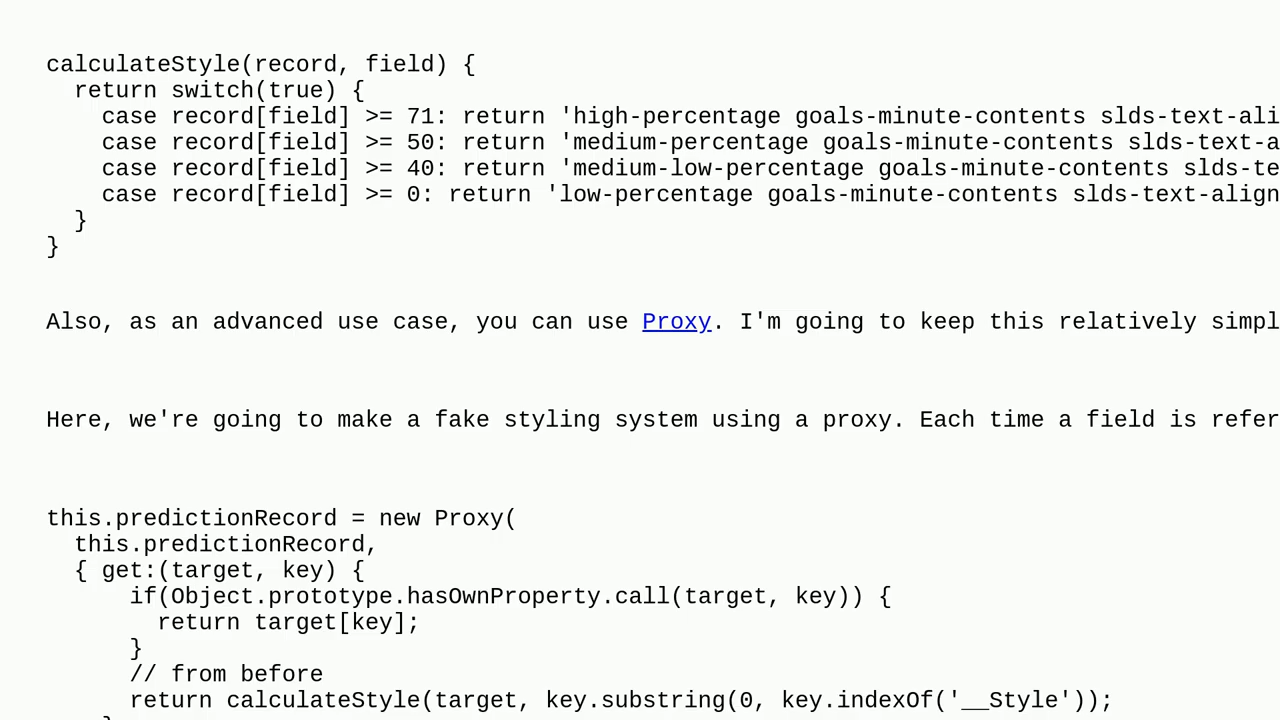 calculateStyle(record, field) {
  return switch(true) {
    case record[field] >= 71: return 'high-percentage goals-minute-contents slds-text-ali
    case record[field] >= 50: return 'medium-percentage goals-minute-contents slds-text-a
    case record[field] >= 40: return 'medium-low-percentage goals-minute-contents slds-te
    case record[field] >= 0: return 'low-percentage goals-minute-contents slds-text-align
  }
}
Also, as an advanced use case, you can use Proxy. I'm going to keep this relatively simpl
Here, we're going to make a fake styling system using a proxy. Each time a field is refer
this.predictionRecord = new Proxy(
  this.predictionRecord,
  { get:(target, key) {
      if(Object.prototype.hasOwnProperty.call(target, key)) {
        return target[key];
      }
      // from before
      return calculateStyle(target, key.substring(0, key.indexOf('__Style'));
    }